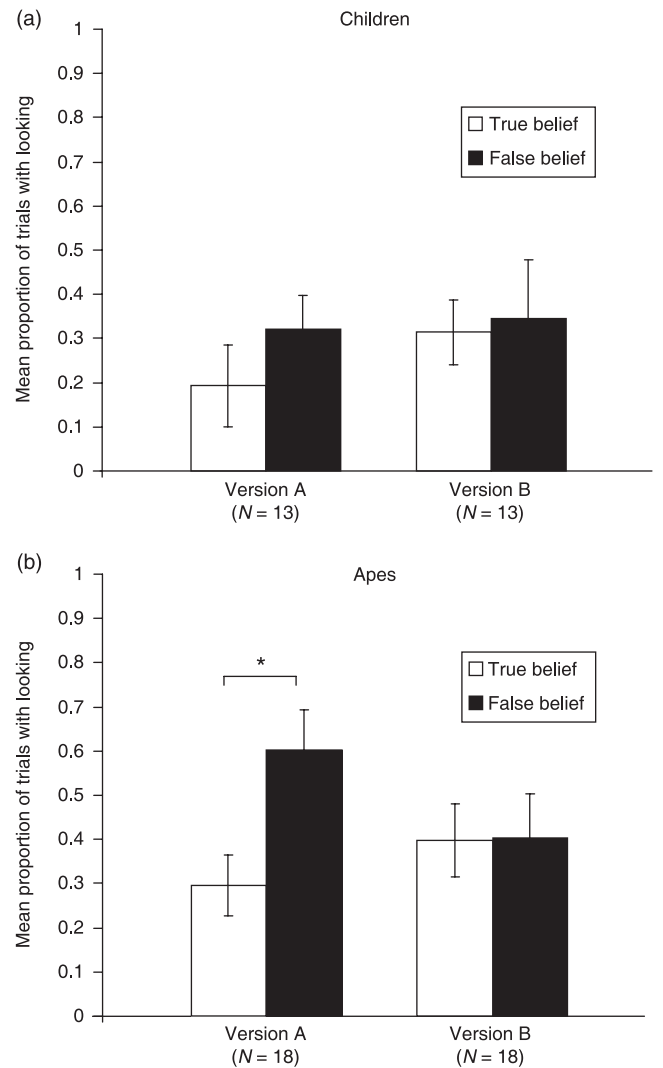 (a)
Children
1
0.9
0.8
0.7
0.6
0.5
0.4
0.3
0.2
0.1
0
Mean proportion of trials with looking
True belief
False belief
Version A
(N = 13)
Version B
(N = 13)
(b)
Apes
1
0.9
0.8
0.7
0.6
0.5
0.4
0.3
0.2
0.1
0
Mean proportion of trials with looking
*
True belief
False belief
Version A
(N = 18)
Version B
(N = 18)